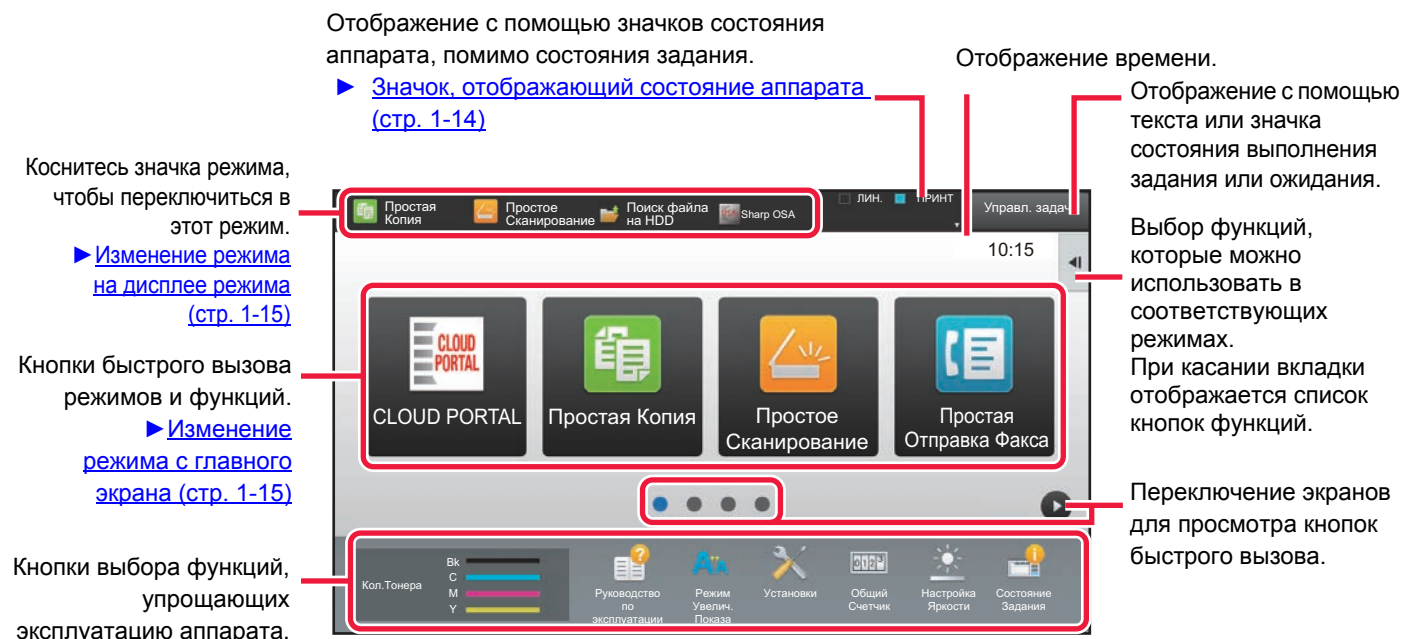 Отображение с помощью значков состояния
аппарата, помимо состояния задания.
► Значок, отображающий состояние аппарата
(стр. 1-14)
Отображение времени.
Отображение с помощью
текста или значка
состояния выполнения
задания или ожидания.
Коснитесь значка режима,
чтобы переключиться в
этот режим.
►Изменение режима
на дисплее режима
(стр. 1-15)
Кнопки быстрого вызова
режимов и функций.
►Изменение
режима с главного
экрана (стр. 1-15)
Кнопки выбора функций,
упрощающих
эксплуатацию аппарата.
Простая
Копия
Простое
Сканирование
Поиск файла
на HDD
Sharp OSA
ЛИН.
ПРИНТ
Управл. задач
10:15
CLOUD
PORTAL
CLOUD PORTAL
Простая Копия
Простое
Сканирование
Простая
Отправка Факса
Кол.Тонера
Bk
C
M
Y
Руководство
по
эксплуатации
Режим
Увелич.
Показа
Установки
Общий
Счетчик
Настройка
Яркости
Состояние
Задания
Выбор функций,
которые можно
использовать в
соответствующих
режимах.
При касании вкладки
отображается список
кнопок функций.
Переключение экранов
для просмотра кнопок
быстрого вызова.